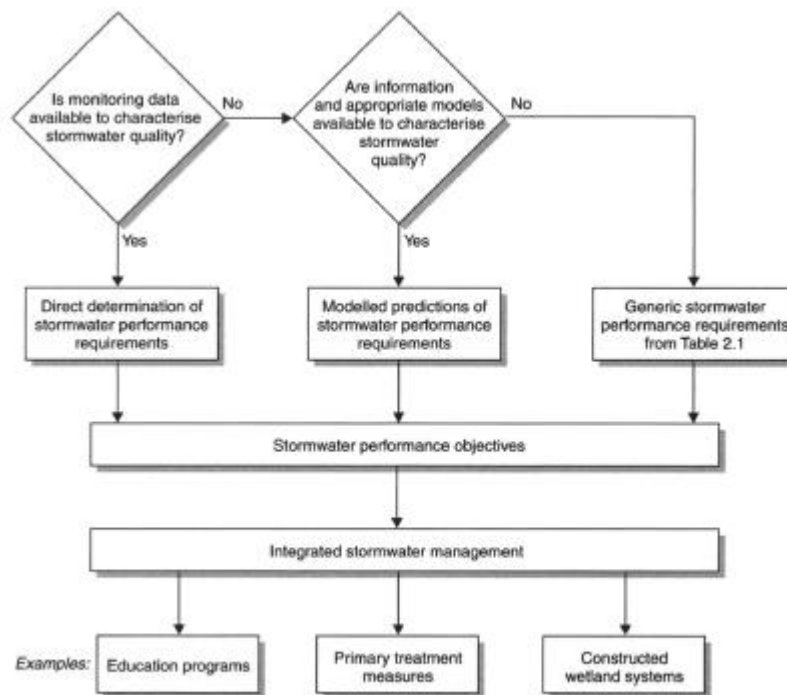 Is monitoring data
available to characterise
stormwater quality?
No
Are information
and appropriate models
available to characterise
stormwater
quality?
No
Yes
Yes
Direct determination of
stormwater performance
requirements
Modelled predictions of
stormwater performance
requirements
Generic stormwater
performance requirements
from Table 2.1
Stormwater performance objectives
Integrated stormwater management
Examples:
Education programs
Primary treatment
measures
Constructed
wetland systems